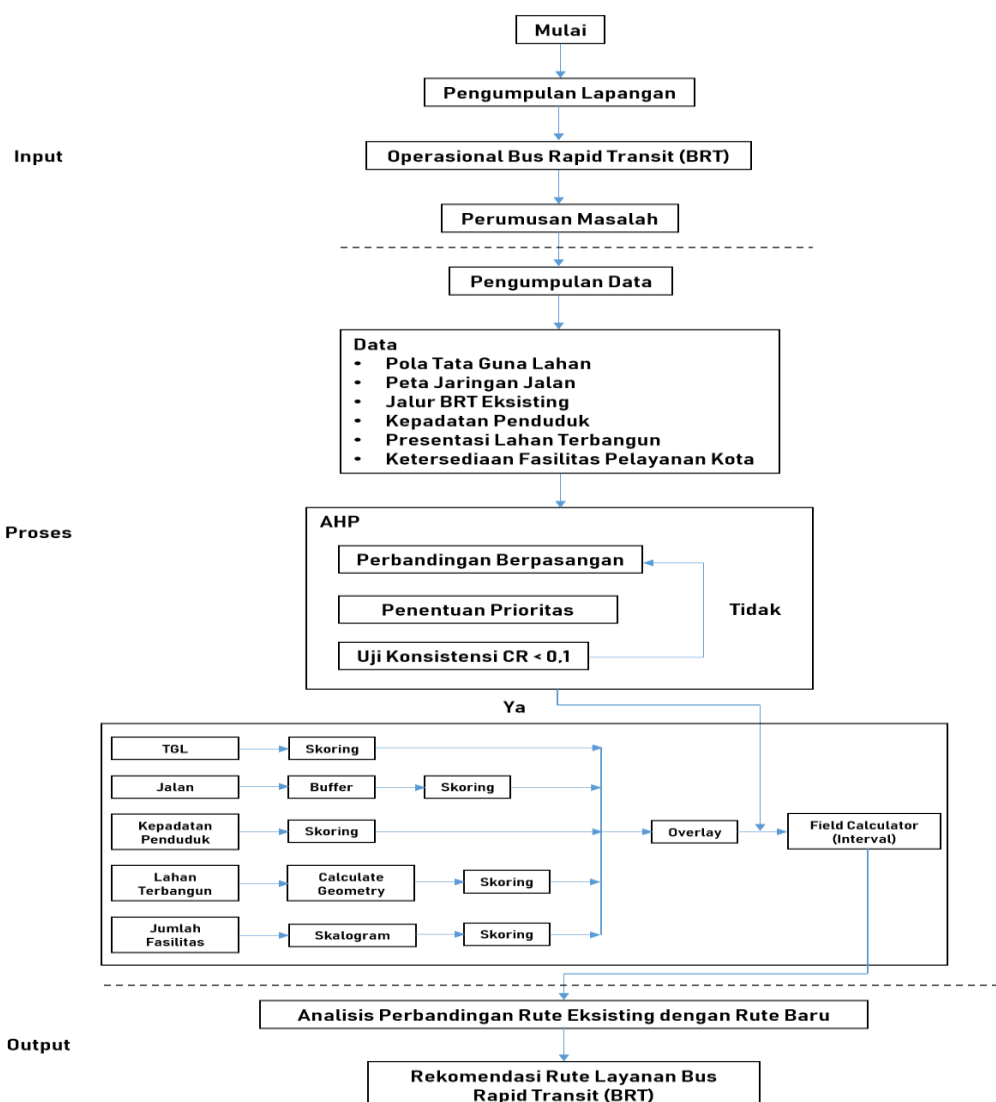 Mulai
Pengumpulan Lapangan
Input
Operasional Bus Rapid Transit (BRT)
Perumusan Masalah
Pengumpulan Data
Data
• Pola Tata Guna Lahan
• Peta Jaringan Jalan
• Jalur BRT Eksisting
• Kepadatan Penduduk
• Presentasi Lahan Terbangun
• Ketersediaan Fasilitas Pelayanan Kota
Proses
AHP
Perbandingan Berpasangan
Penentuan Prioritas
Tidak
Uji Konsistensi CR < 0,1
Ya
TGL
Skoring
Jalan
Buffer
Skoring
Kepadatan
Penduduk
Skoring
Overlay
Field Calculator
(Interval)
Lahan
Terbangun
Calculate
Geometry
Skoring
Jumlah
Fasilitas
Skalogram
Skoring
Analisis Perbandingan Rute Eksisting dengan Rute Baru
Output
Rekomendasi Rute Layanan Bus
Rapid Transit (BRT)